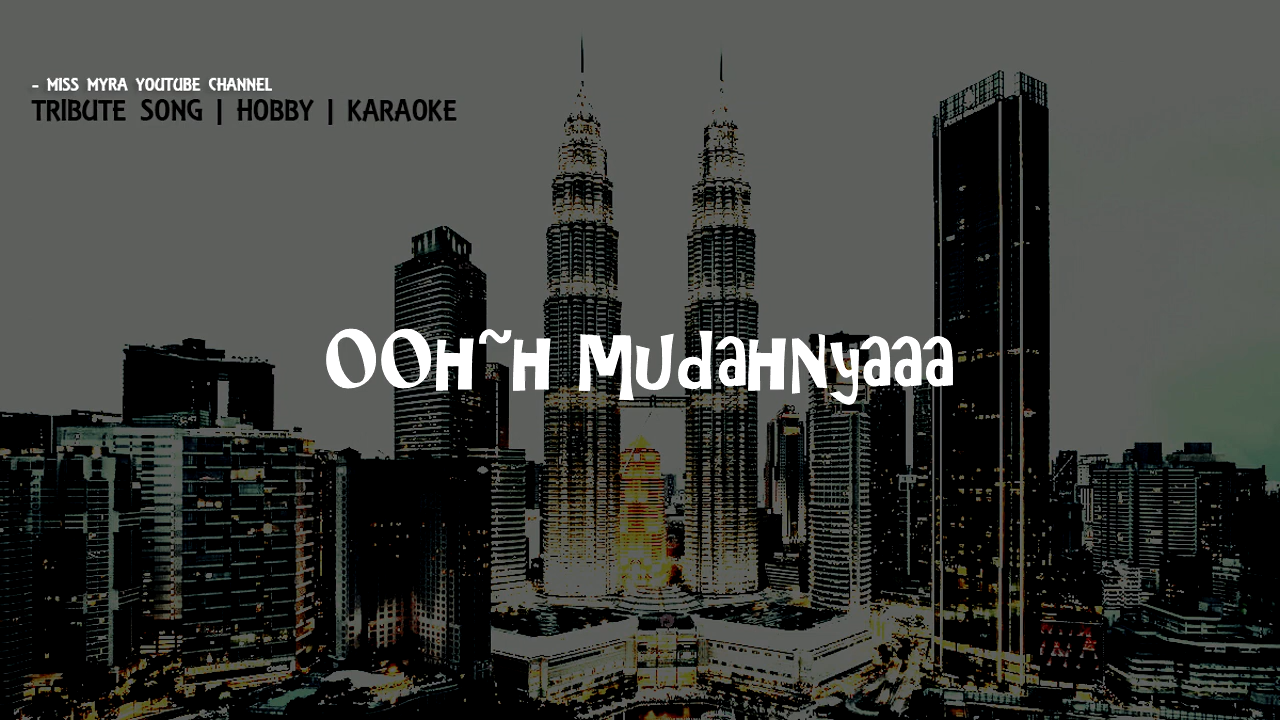 - MISS MYRA YOUTUBE CHANNEL
TRIBUTE SONG | HOBBY | KARAOKE
OOH~H MUdaHNyaaa